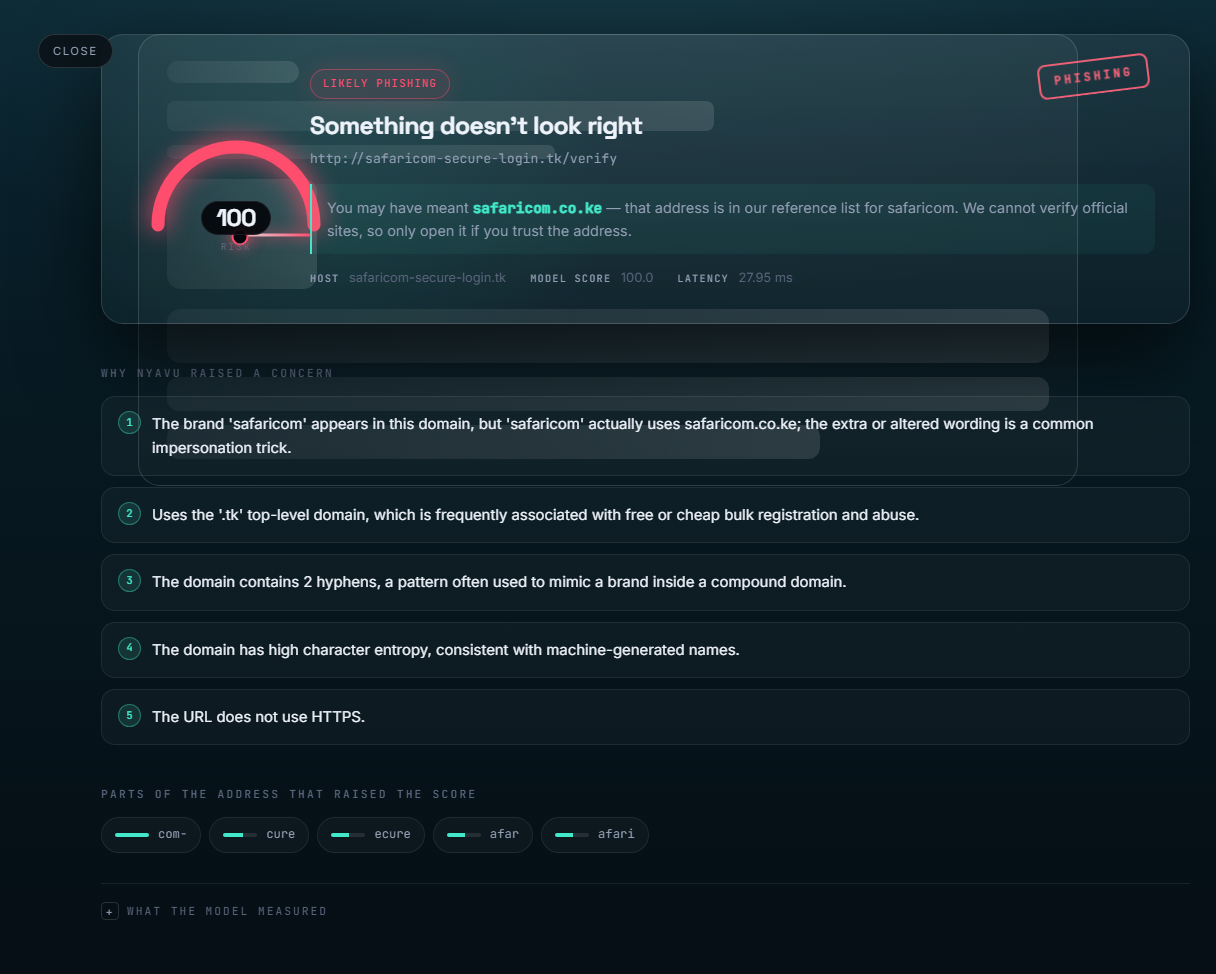 CLOSE
LIKELY PHISHING
PHISHING
Something doesn’t look right
http://safaricom-secure-login.tk/verify
100
RISK
You may have meant safaricom.co.ke — that address is in our reference list for safaricom. We cannot verify official
sites, so only open it if you trust the address.
HOST safaricom-secure-login.tk MODEL SCORE 100.0 LATENCY 27.95 ms
WHY NYAVU RAISED A CONCERN
1 The brand 'safaricom' appears in this domain, but 'safaricom' actually uses safaricom.co.ke; the extra or altered wording is a common
impersonation trick.
2 Uses the '.tk' top-level domain, which is frequently associated with free or cheap bulk registration and abuse.
3 The domain contains 2 hyphens, a pattern often used to mimic a brand inside a compound domain.
4 The domain has high character entropy, consistent with machine-generated names.
5 The URL does not use HTTPS.
PARTS OF THE ADDRESS THAT RAISED THE SCORE
com- cure ecure afar afari
+ WHAT THE MODEL MEASURED